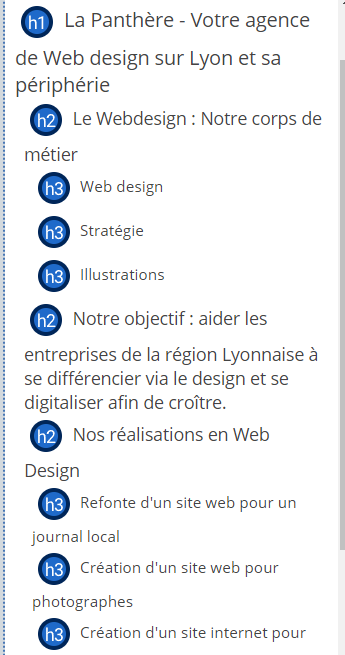 h1 La Panthère - Votre agence
de Web design sur Lyon et sa
périphérie
h2 Le Webdesign : Notre corps de
métier
h3 Web design
h3 Stratégie
h3 Illustrations
h2 Notre objectif : aider les
entreprises de la région Lyonnaise à
se différencier via le design et se
digitaliser afin de croître.
h2 Nos réalisations en Web
Design
h3 Refonte d'un site web pour un
journal local
h3 Création d'un site web pour
photographes
h3 Création d'un site internet pour